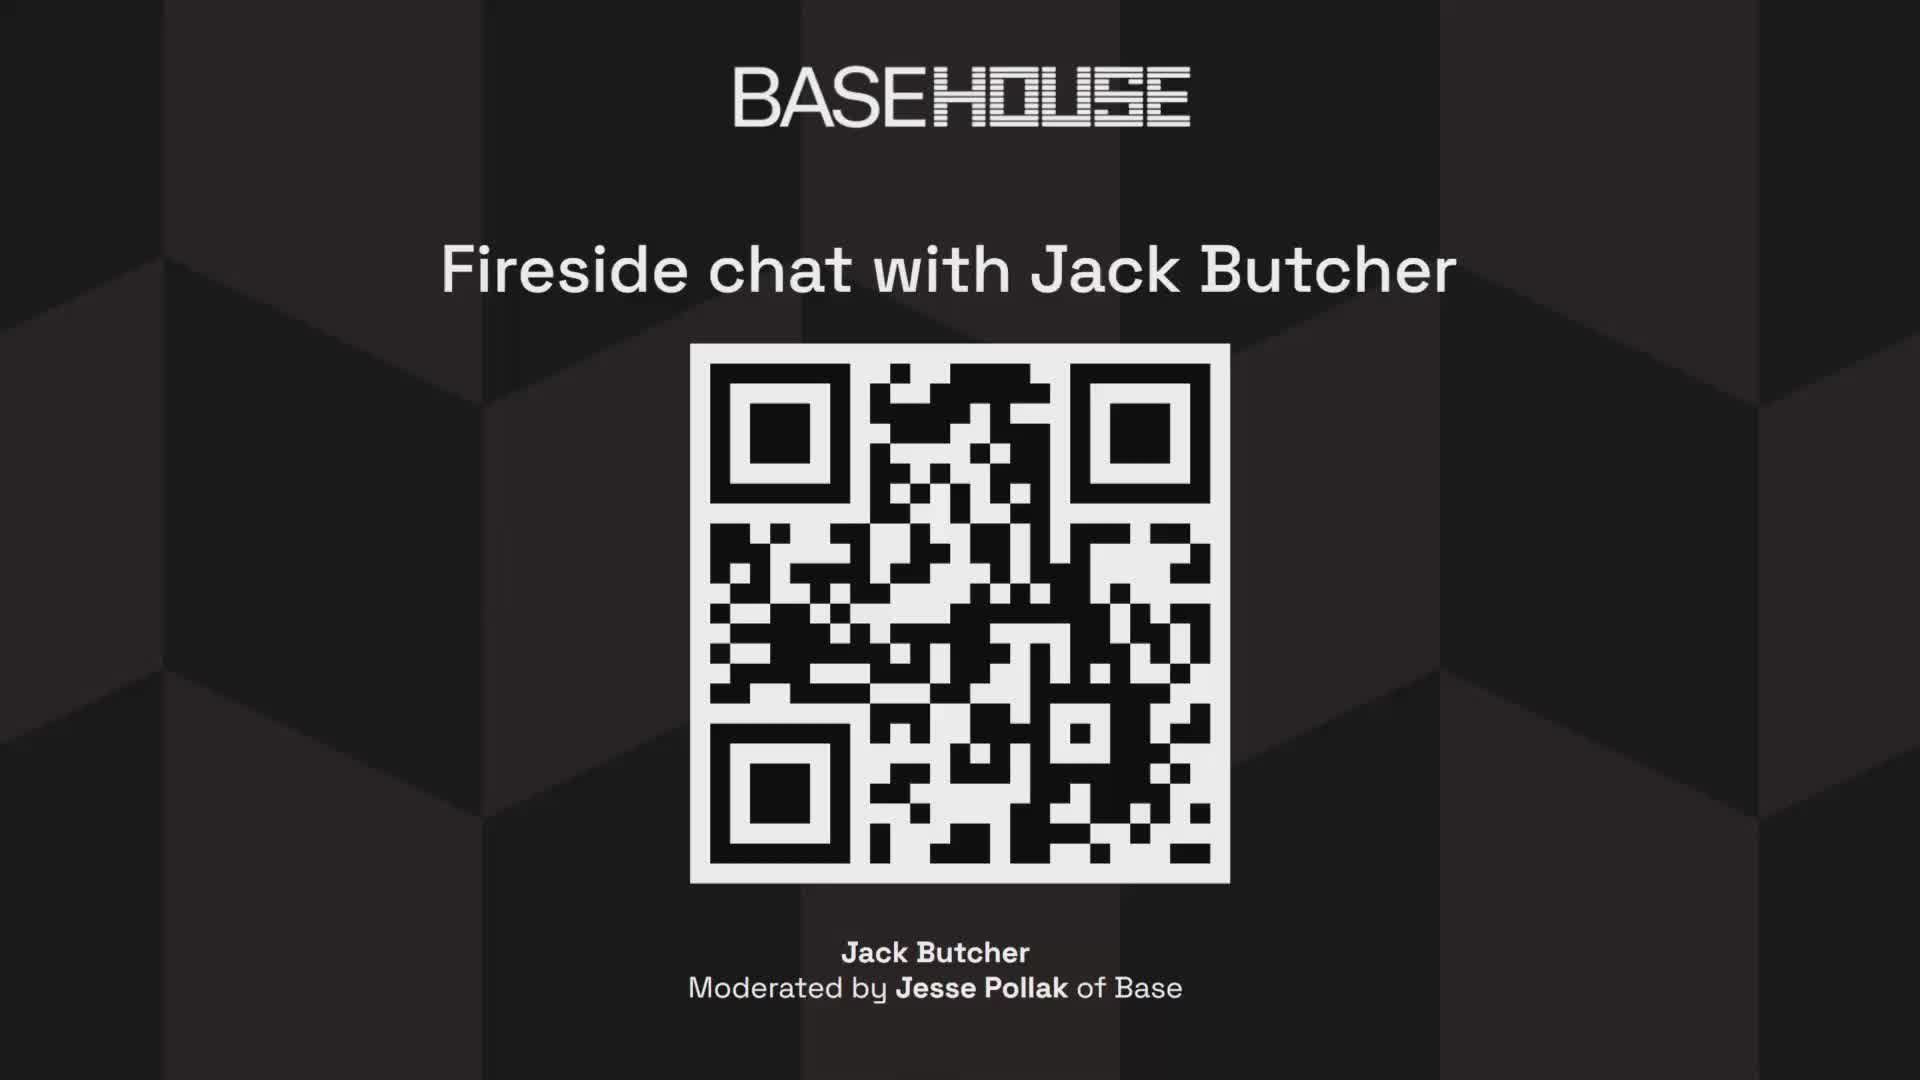 BASEHOUSE
Fireside chat with Jack Butcher
Jack Butcher
Moderated by Jesse Pollak of Base